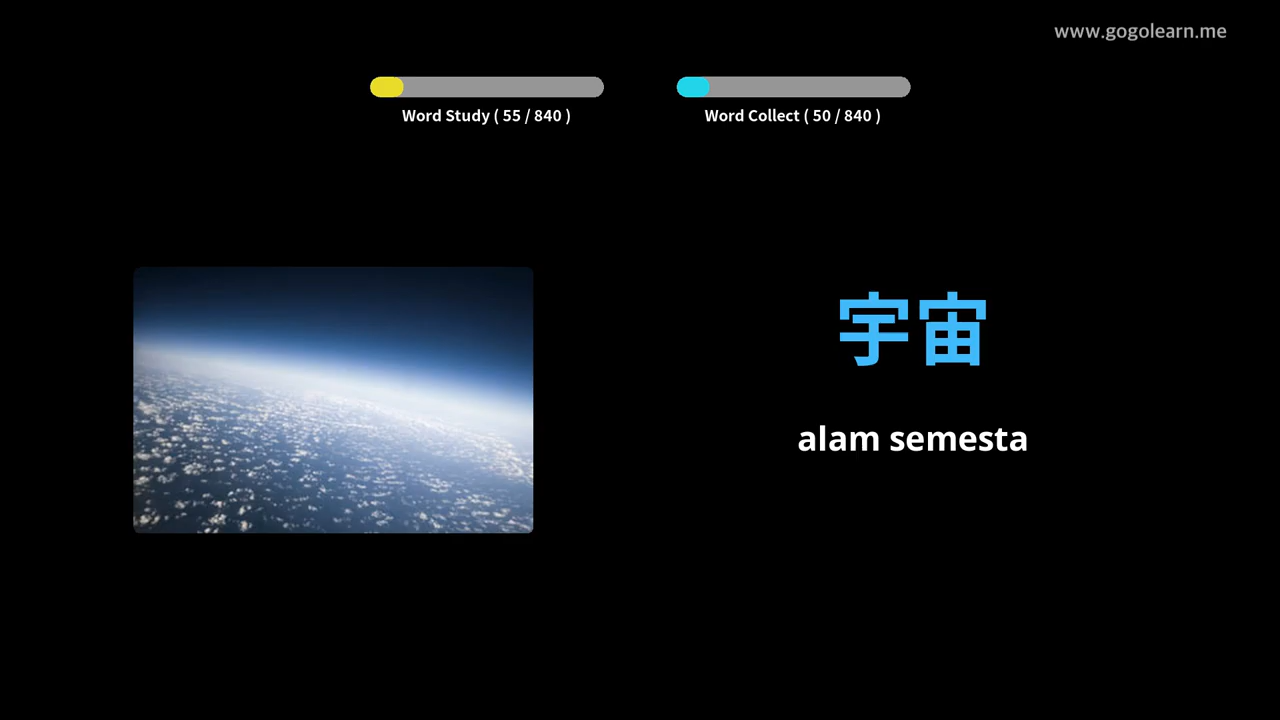 www.gogolearn.me
Word Study ( 55 / 840 )
Word Collect ( 50 / 840 )
宇宙
alam semesta